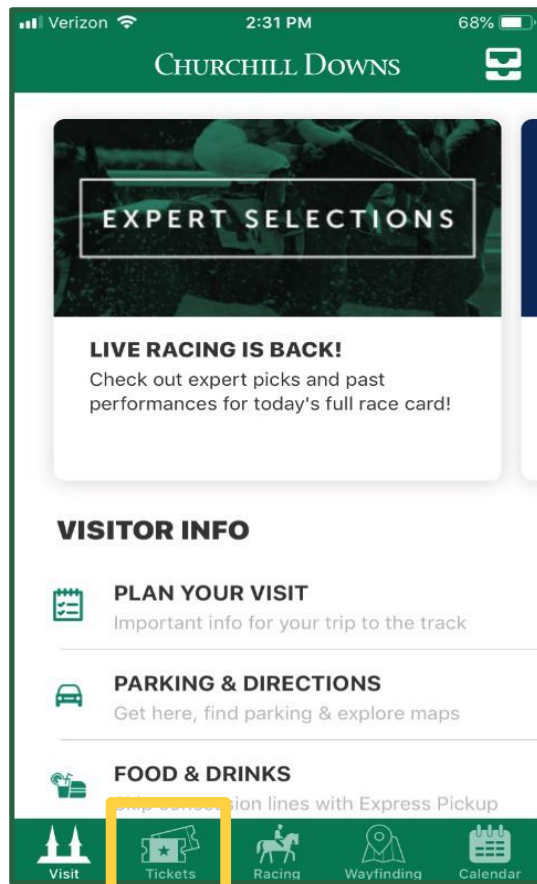 Verizon 2:31 PM 68%
CHURCHILL DOWNS
EXPERT SELECTIONS
LIVE RACING IS BACK!
Check out expert picks and past
performances for today's full race card!
VISITOR INFO
PLAN YOUR VISIT
Important info for your trip to the track
PARKING & DIRECTIONS
Get here, find parking & explore maps
FOOD & DRINKS
Skip concession lines with Express Pickup
Visit Tickets Racing Wayfinding Calendar